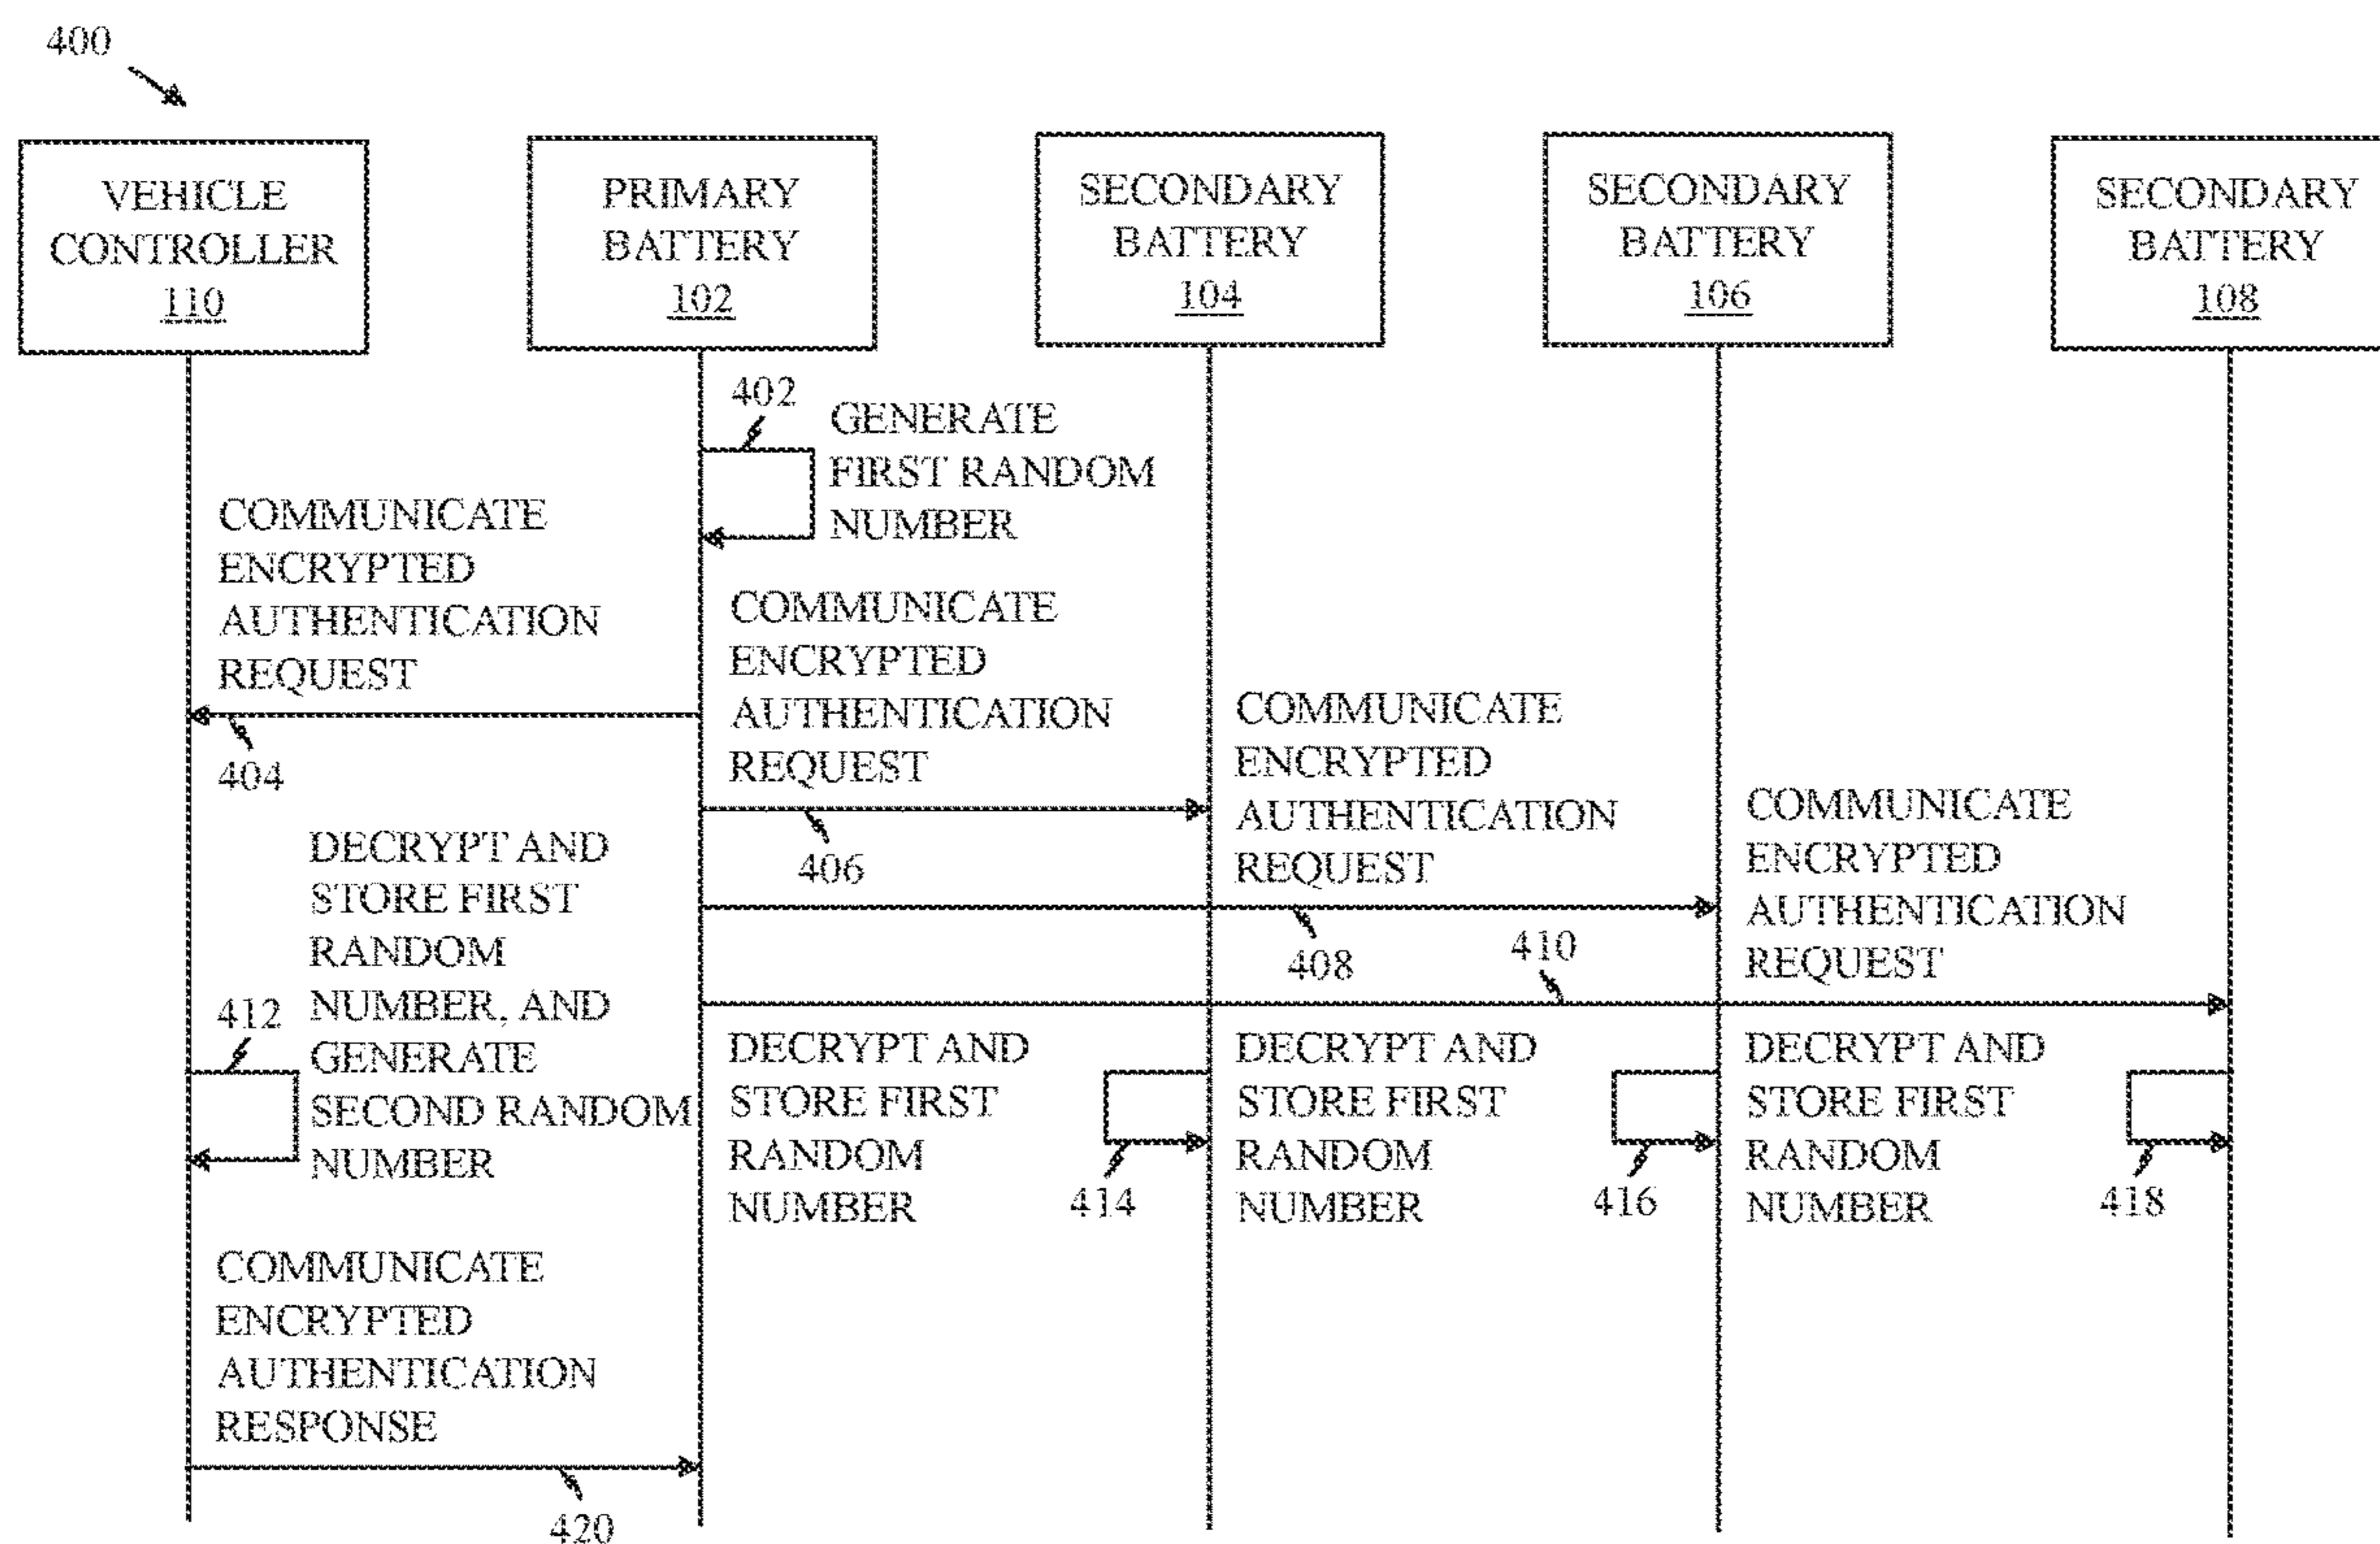 400
VEHICLE
CONTROLLER
110
PRIMARY
BATTERY
102
SECONDARY
BATTERY
104
SECONDARY
BATTERY
106
SECONDARY
BATTERY
108
402
GENERATE
FIRST RANDOM
NUMBER
COMMUNICATE
ENCRYPTED
AUTHENTICATION
REQUEST
404
COMMUNICATE
ENCRYPTED
AUTHENTICATION
REQUEST
406
COMMUNICATE
ENCRYPTED
AUTHENTICATION
REQUEST
408
COMMUNICATE
ENCRYPTED
AUTHENTICATION
REQUEST
410
DECRYPT AND
STORE FIRST
RANDOM
NUMBER, AND
GENERATE
SECOND RANDOM
NUMBER
412
DECRYPT AND
STORE FIRST
RANDOM
NUMBER
414
DECRYPT AND
STORE FIRST
RANDOM
NUMBER
416
DECRYPT AND
STORE FIRST
RANDOM
NUMBER
418
COMMUNICATE
ENCRYPTED
AUTHENTICATION
RESPONSE
420